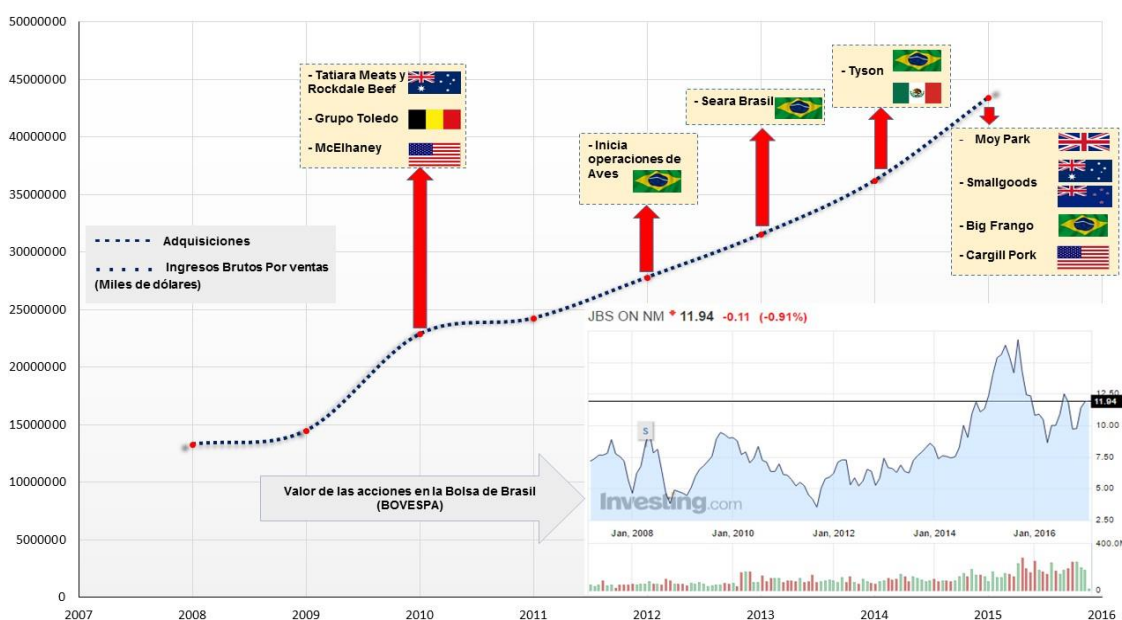 50000000
45000000
40000000
35000000
30000000
25000000
20000000
15000000
10000000
5000000
0
2007
2008
2009
2010
2011
2012
2013
2014
2015
2016
- Tatiara Meats y
Rockdale Beef
- Grupo Toledo
- McElhaney
- Inicia
operaciones de
Aves
- Seara Brasil
- Tyson
- Moy Park
- Smallgoods
- Big Frango
- Cargill Pork
Adquisiciones
Ingresos Brutos Por ventas
(Miles de dólares)
Valor de las acciones en la Bolsa de Brasil
(BOVESPA)
JBS ON NM 11.94 -0.11 (-0.91%)
S
Investing.com
12.50
11.94
10.00
7.50
5.00
2.50
Jan, 2008
Jan, 2010
Jan, 2012
Jan, 2014
Jan, 2016
400.0M
0